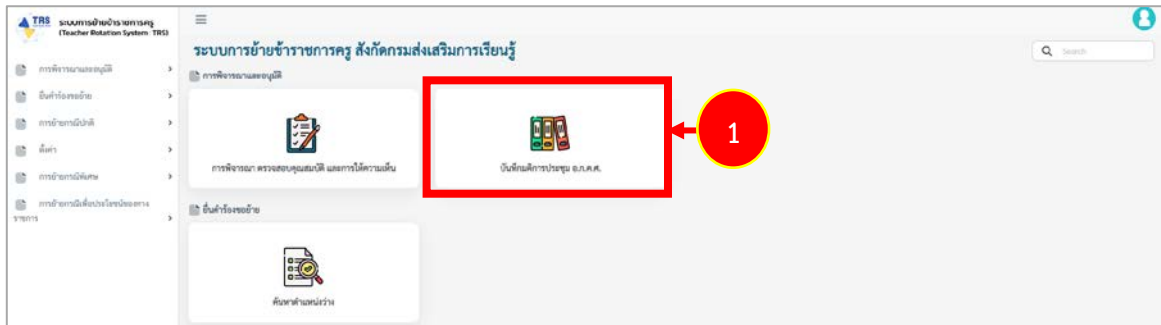 TRS ระบบการย้ายข้าราชการครู
(Teacher Rotation System: TRS)
การพิจารณาและอนุมัติ
ยื่นคำร้องขอย้าย
การย้ายกรณีปกติ
ตั้งค่า
การย้ายกรณีพิเศษ
การย้ายกรณีเพื่อประโยชน์ของทาง
ราชการ
ระบบการย้ายข้าราชการครู สังกัดกรมส่งเสริมการเรียนรู้
Search
การพิจารณาและอนุมัติ
การพิจารณา ตรวจสอบคุณสมบัติ และการให้ความเห็น
บันทึกมติการประชุม อ.ก.ค.ศ.
1
ยื่นคำร้องขอย้าย
ค้นหาตำแหน่งว่าง